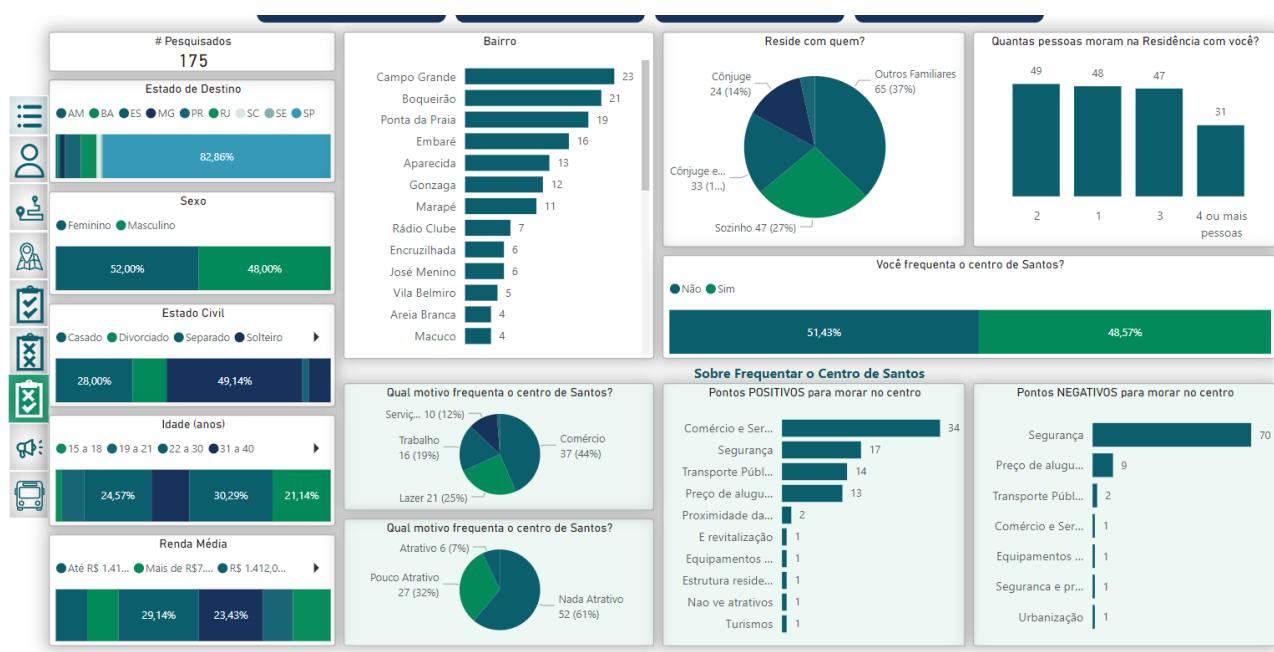 # Pesquisados
175
Estado de Destino
AM BA ES MG PR RJ SC SE SP
82,86%
Sexo
Feminino Masculino
52,00% 48,00%
Estado Civil
Casado Divorciado Separado Solteiro
28,00% 49,14%
Idade (anos)
15 a 18 19 a 21 22 a 30 31 a 40
24,57% 30,29% 21,14%
Renda Média
Até R$ 1.41... Mais de R$7.... R$ 1.412,0...
29,14% 23,43%
Bairro
Campo Grande 23
Boqueirão 21
Ponta da Praia 19
Embaré 16
Aparecida 13
Gonzaga 12
Marapé 11
Rádio Clube 7
Encruzilhada 6
José Menino 6
Vila Belmiro 5
Areia Branca 4
Macuco 4
Reside com quem?
Cônjuge
24 (14%)
Outros Familiares
65 (37%)
Cônjuge e...
33 (1...)
Sozinho 47 (27%)
Quantas pessoas moram na Residência com você?
49 48 47 31
2 1 3 4 ou mais
pessoas
Você frequenta o centro de Santos?
Não Sim
51,43% 48,57%
Sobre Frequentar o Centro de Santos
Qual motivo frequenta o centro de Santos?
Serviç... 10 (12%)
Trabalho
16 (19%)
Comércio
37 (44%)
Lazer 21 (25%)
Qual motivo frequenta o centro de Santos?
Atrativo 6 (7%)
Pouco Atrativo
27 (32%)
Nada Atrativo
52 (61%)
Pontos POSITIVOS para morar no centro
Comércio e Ser... 34
Segurança 17
Transporte Públ... 14
Preço de alugu... 13
Proximidade da... 2
E revitalização 1
Equipamentos ... 1
Estrutura reside... 1
Nao ve atrativos 1
Turismos 1
Pontos NEGATIVOS para morar no centro
Segurança 70
Preço de alugu... 9
Transporte Públ... 2
Comércio e Ser... 1
Equipamentos ... 1
Seguranca e pr... 1
Urbanização 1